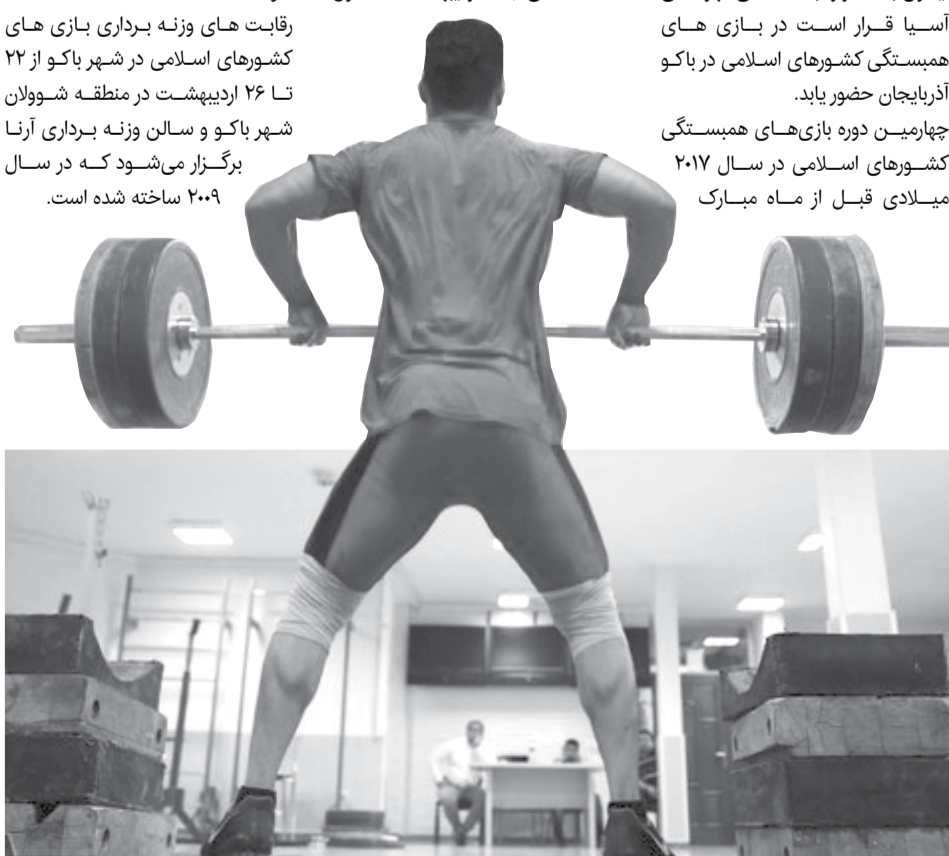 آسیا قرار است در بازی های
همبستگی کشورهای اسلامی در باکو
آذربایجان حضور یابد.
چهارمین دوره بازی‌های همبستگی
کشورهای اسلامی در سال ۲۰۱۷
میلادی قبل از ماه مبارک
رقابت های وزنه برداری بازی های
کشورهای اسلامی در شهر باکو از ۲۲
تا ۲۶ اردیبهشت در منطقه شوولان
شهر باکو و سالن وزنه برداری آرنا
برگزار می‌شود که در سال
۲۰۰۹ ساخته شده است.